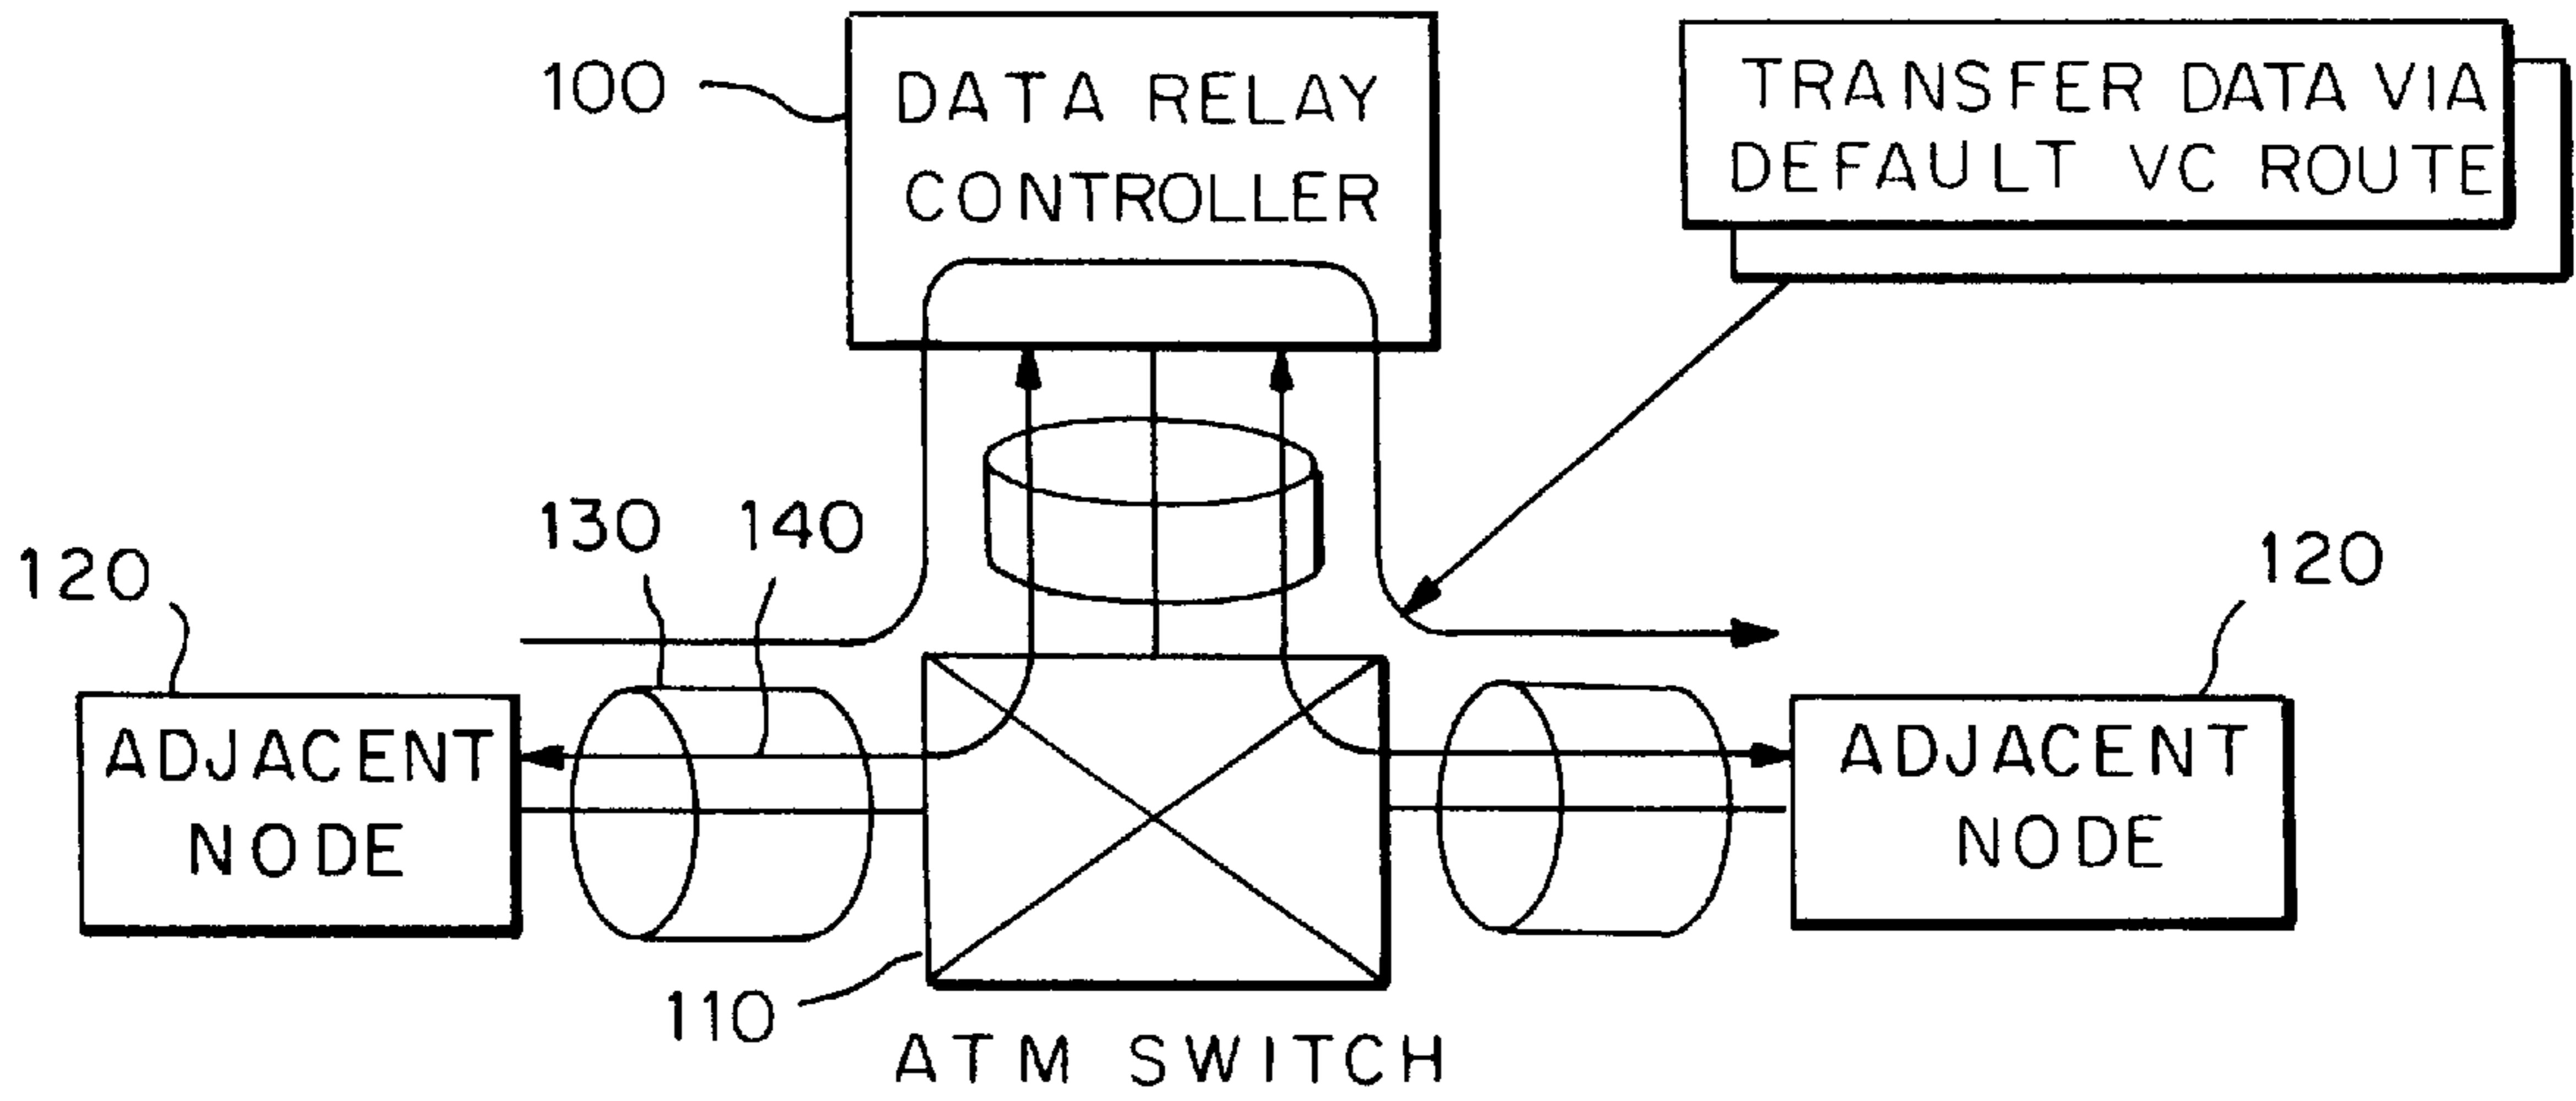 100
DATA RELAY
CONTROLLER
TRANSFER DATA VIA
DEFAULT VC ROUTE
130
140
120
120
ADJACENT
NODE
ADJACENT
NODE
110
ATM SWITCH